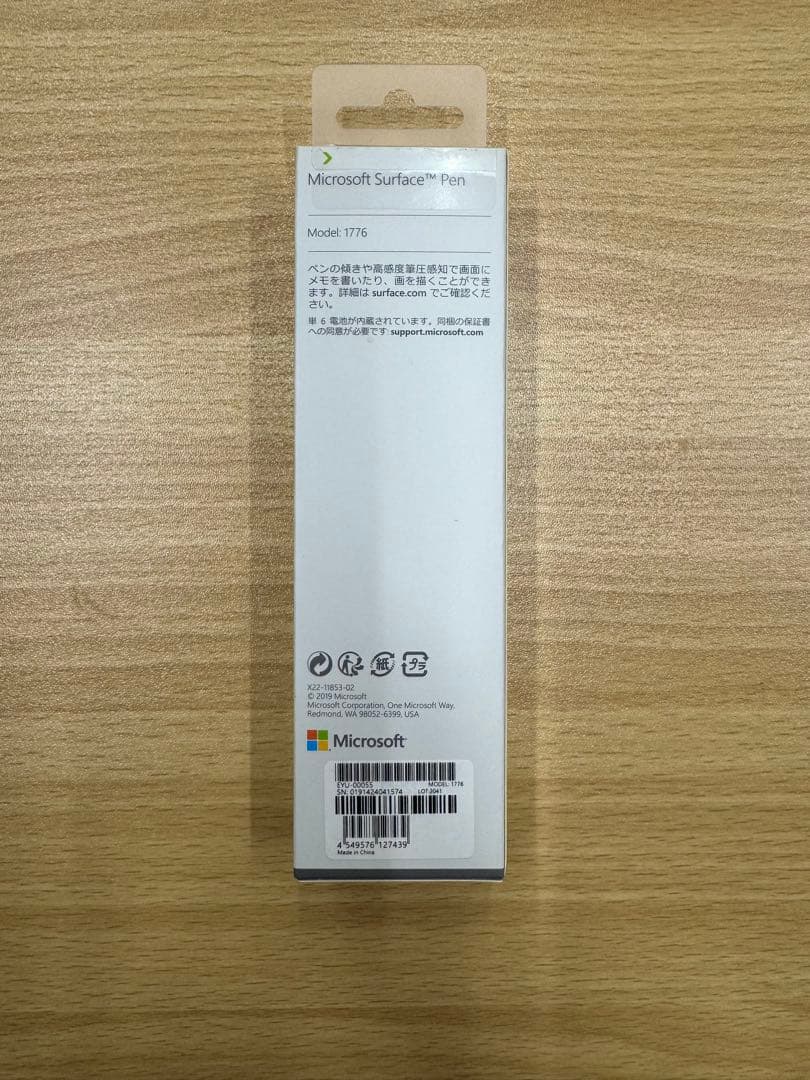 Microsoft Surface™ Pen
Model: 1776
ペンの傾きや高感度筆圧感知で画面に
メモを書いたり、画を描くことができ
ます。詳細は surface.com でご確認くだ
さい。
単 6 電池が内蔵されています。同梱の保証書
への同意が必要です: support.microsoft.com
紙 プラ
X22-11853-02
© 2019 Microsoft
Microsoft Corporation, One Microsoft Way,
Redmond, WA 98052-6399, USA
Microsoft
EYU-00055 MODEL: 1776
SN: 0191424041574 LOT:2041
4 549576 127439
Made in China